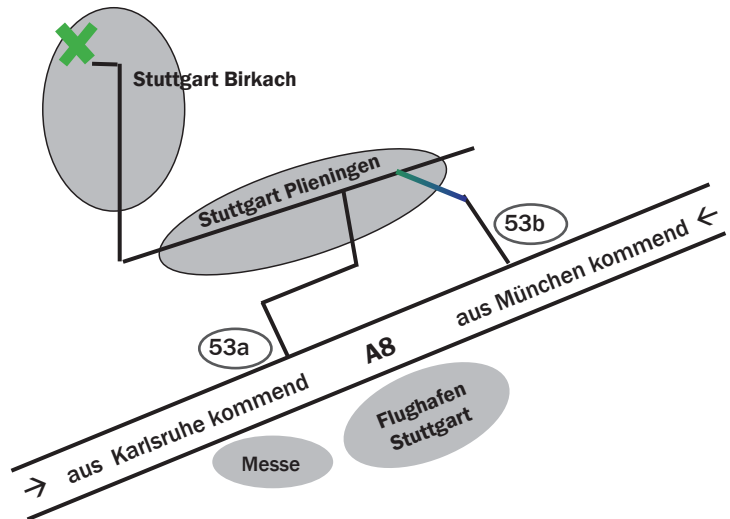 Stuttgart Birkach
Stuttgart Plieningen
53b
aus München kommend
53a
A8
aus Karlsruhe kommend
Flughafen
Stuttgart
Messe